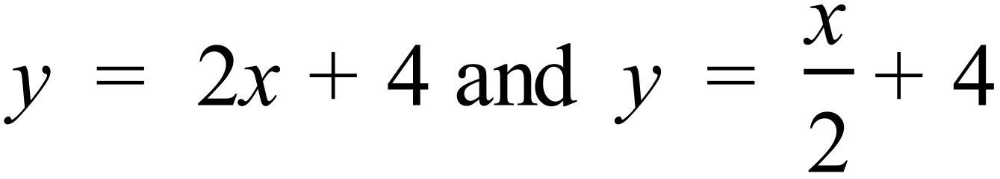 y = 2x + 4 and y = x/2 + 4